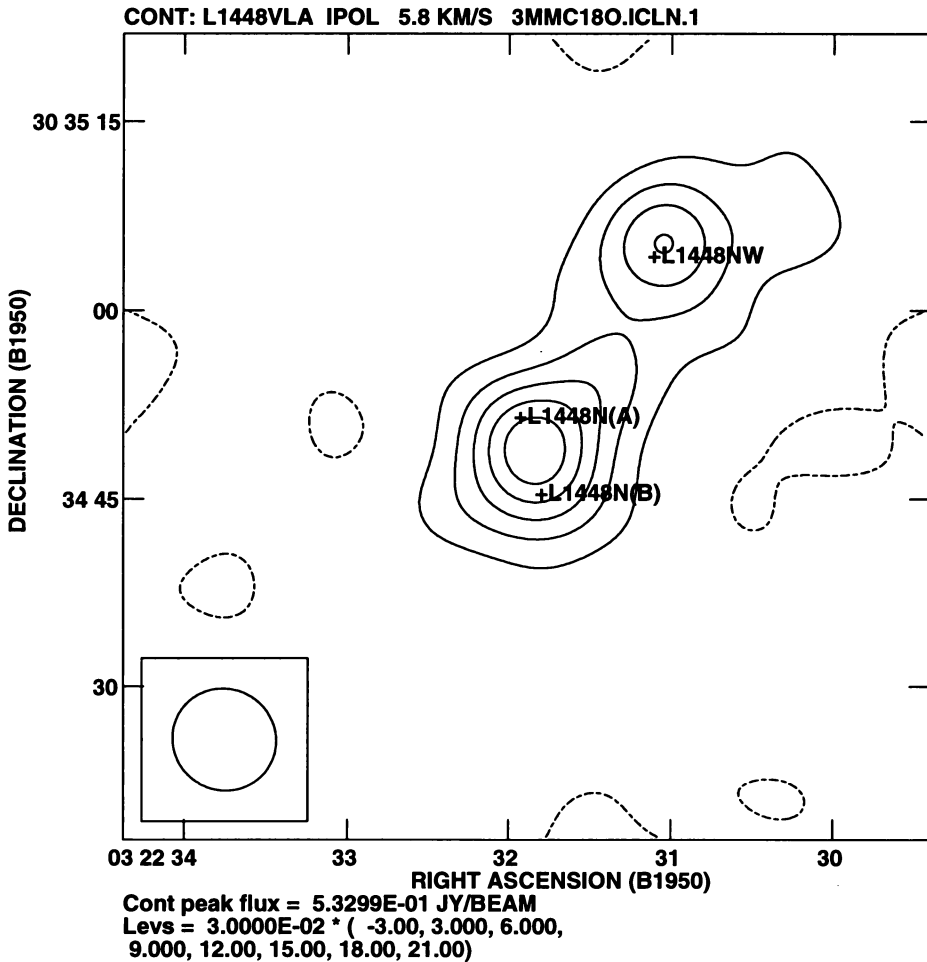 CONT: L1448VLA IPOL 5.8 KM/S 3MMC18O.ICLN.1
30 35 15
+L1448NW
00
DECLINATION (B1950)
+L1448N(A)
34 45
+L1448N(B)
30
03 22 34 33 32 31 30
RIGHT ASCENSION (B1950)
Cont peak flux = 5.3299E-01 JY/BEAM
Levs = 3.0000E-02 * ( -3.00, 3.000, 6.000,
9.000, 12.00, 15.00, 18.00, 21.00)